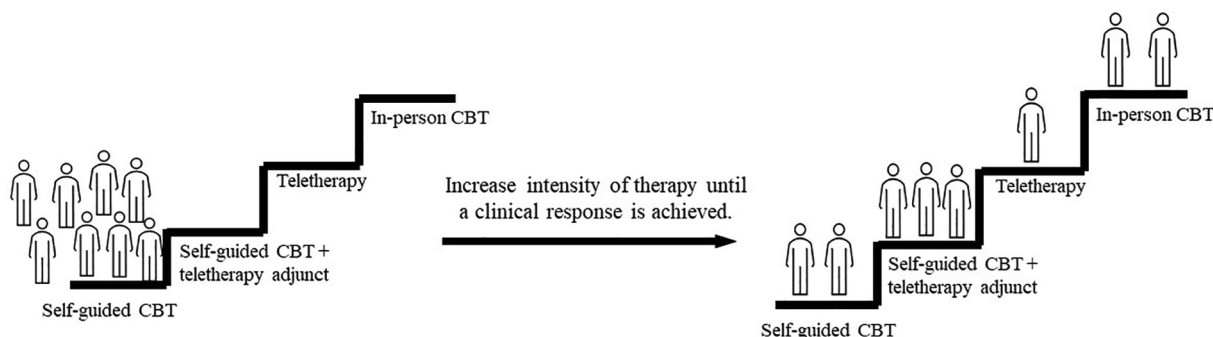 In-person CBT
Teletherapy
Self-guided CBT +
teletherapy adjunct
Self-guided CBT
Increase intensity of therapy until
a clinical response is achieved.
In-person CBT
Teletherapy
Self-guided CBT +
teletherapy adjunct
Self-guided CBT